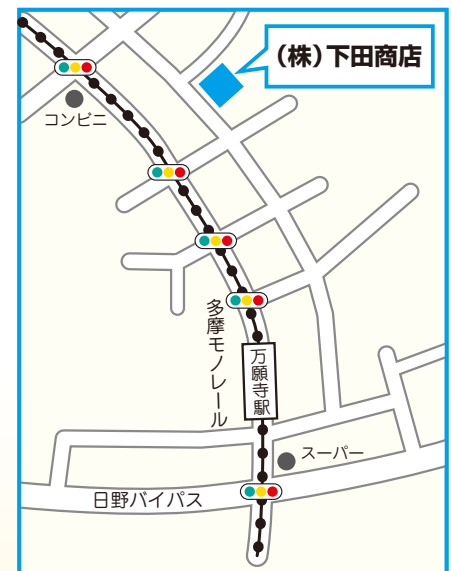 (株)下田商店
コンビニ
多摩モノレール
万願寺駅
スーパー
日野バイパス